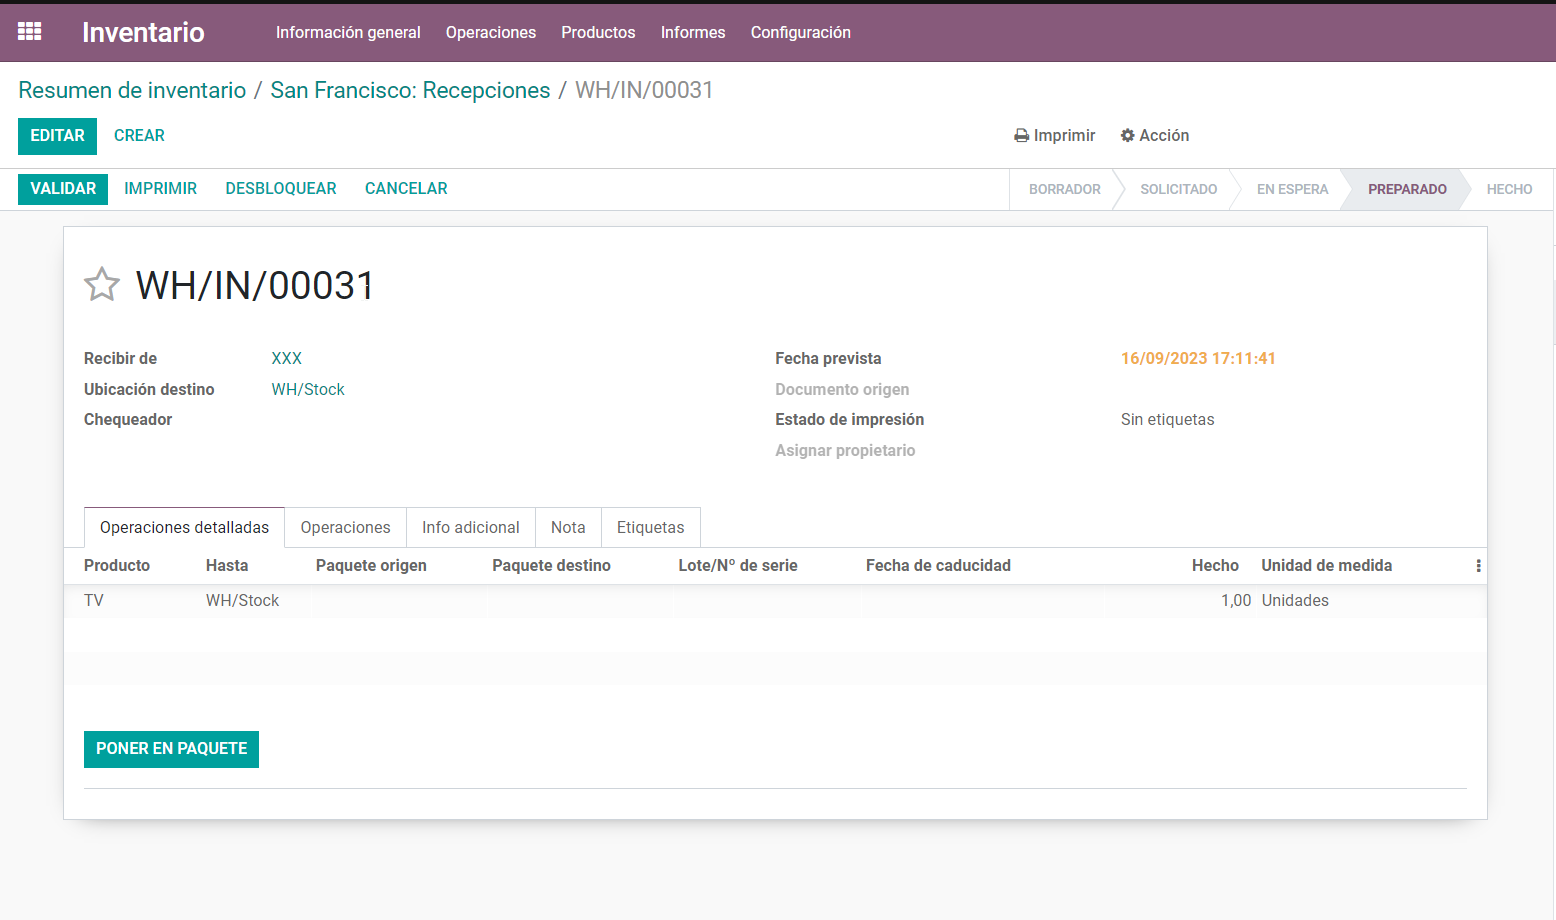 Inventario Información general Operaciones Productos Informes Configuración
Resumen de inventario / San Francisco: Recepciones / WH/IN/00031
EDITAR CREAR Imprimir Acción
VALIDAR IMPRIMIR DESBLOQUEAR CANCELAR BORRADOR SOLICITADO EN ESPERA PREPARADO HECHO
WH/IN/00031
Recibir de XXX Fecha prevista 16/09/2023 17:11:41
Ubicación destino WH/Stock Documento origen
Chequeador Estado de impresión Sin etiquetas
Asignar propietario
Operaciones detalladas Operaciones Info adicional Nota Etiquetas
Producto Hasta Paquete origen Paquete destino Lote/Nº de serie Fecha de caducidad Hecho Unidad de medida
TV WH/Stock 1,00 Unidades
PONER EN PAQUETE